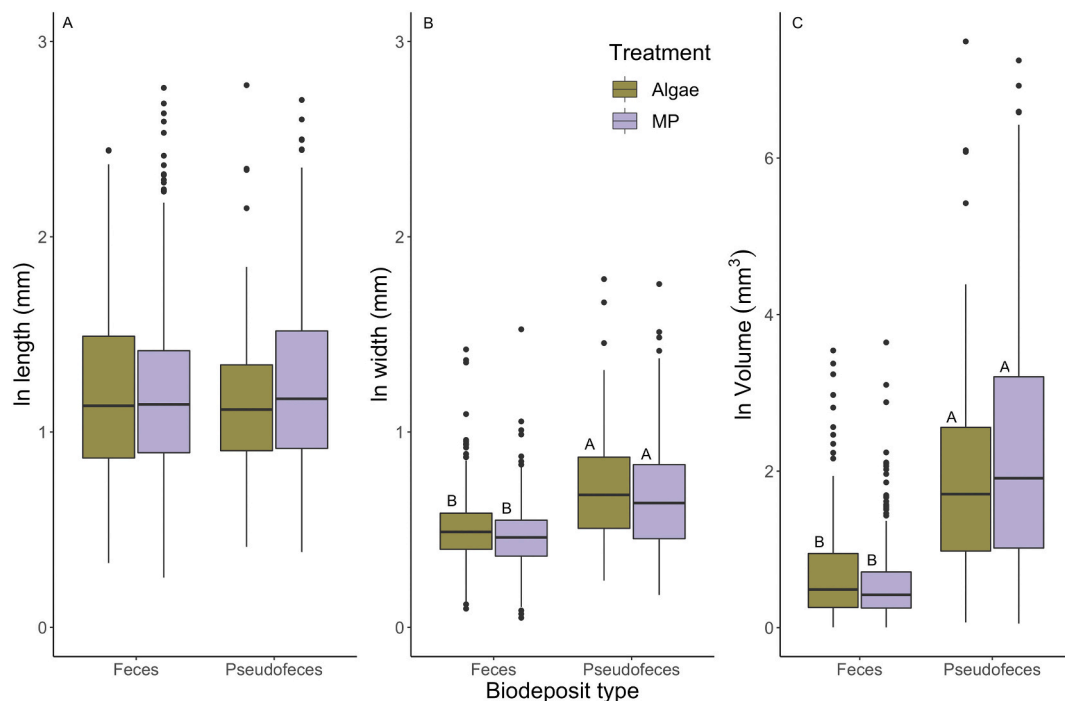 A
ln length (mm)
3
2
1
0
Feces
Pseudofeces
B
ln width (mm)
3
2
1
0
Treatment
Algae
MP
B
B
A
A
Feces
Pseudofeces
Biodeposit type
C
ln Volume (mm³)
6
4
2
0
B
B
A
A
Feces
Pseudofeces